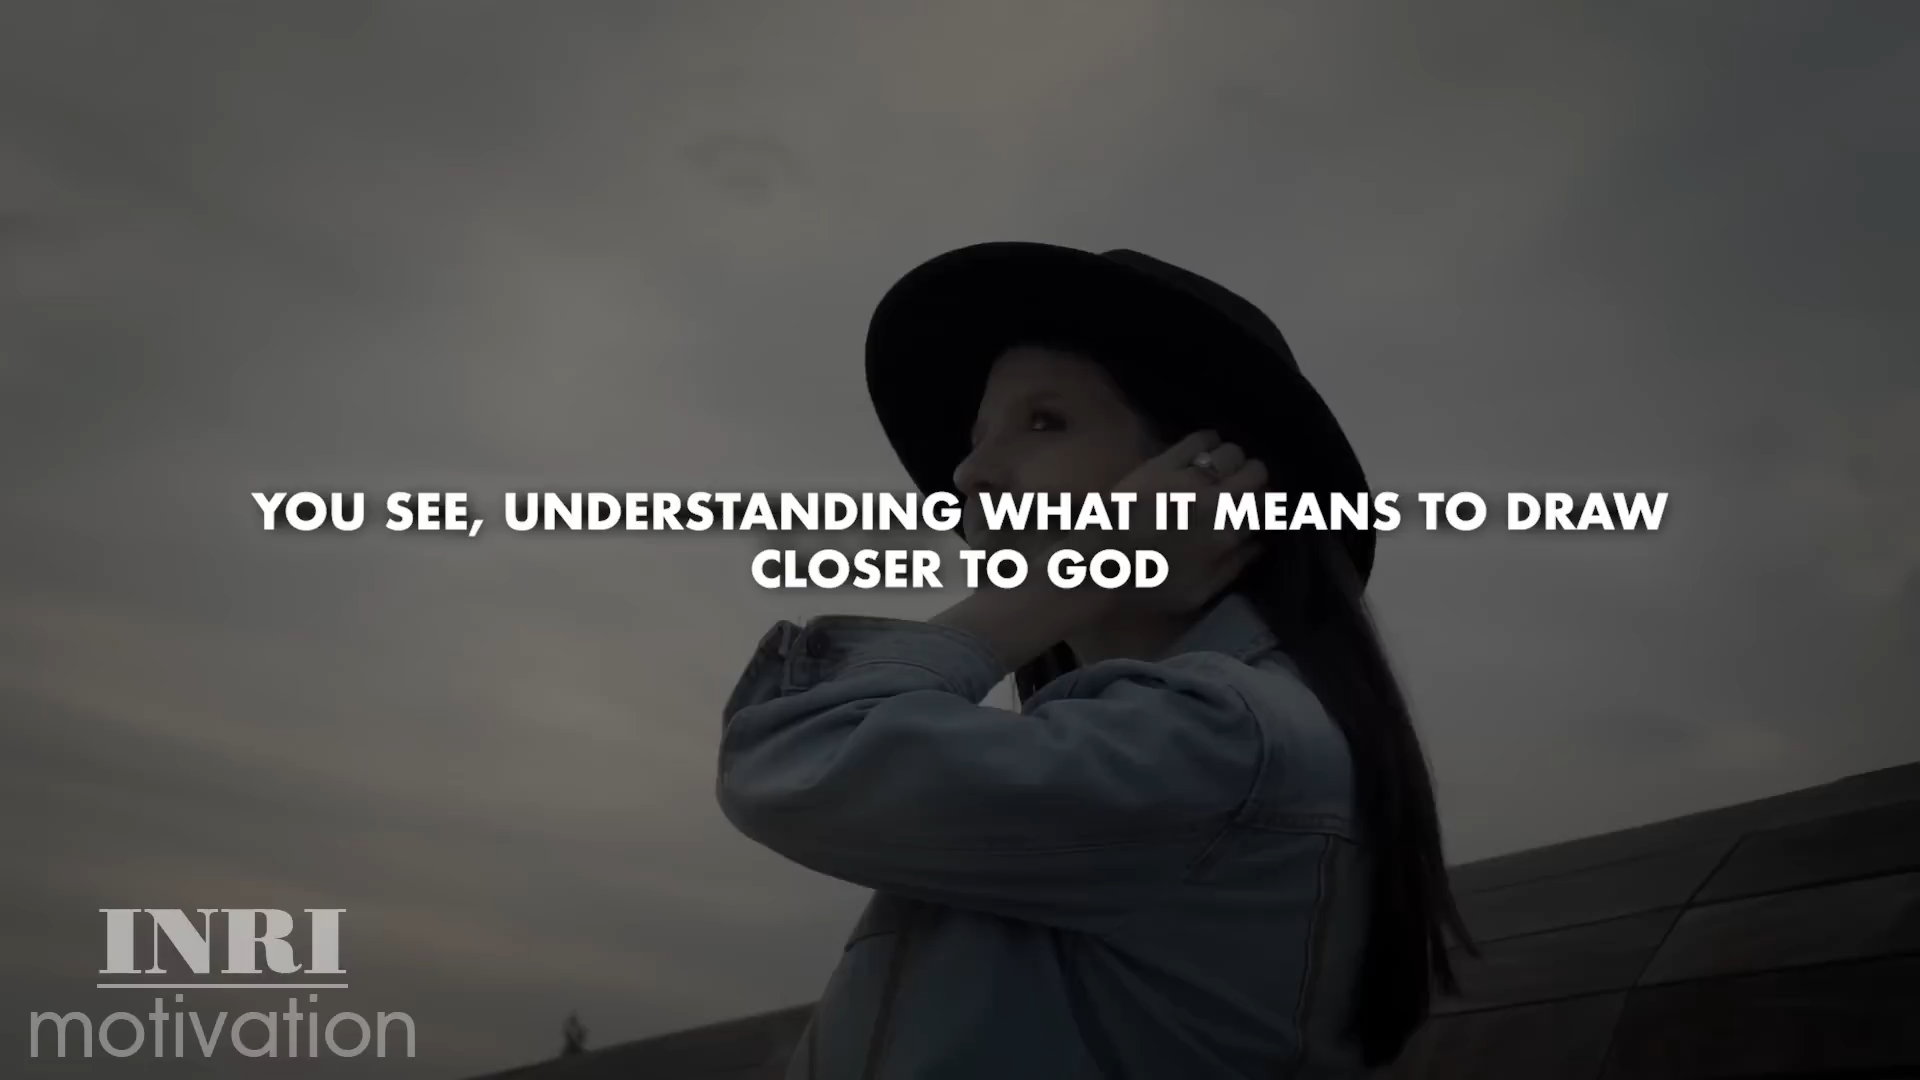 YOU SEE, UNDERSTANDING WHAT IT MEANS TO DRAW
CLOSER TO GOD
INRI
motivation